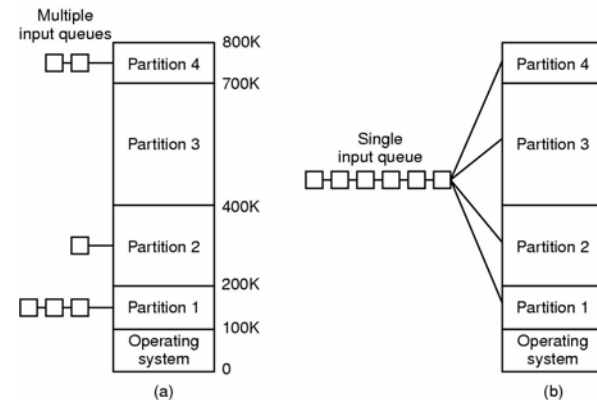 Multiple
input queues
800K
Partition 4
700K
Partition 3
400K
Partition 2
200K
Partition 1
100K
Operating
system
0
(a)
Single
input queue
Partition 4
Partition 3
Partition 2
Partition 1
Operating
system
(b)